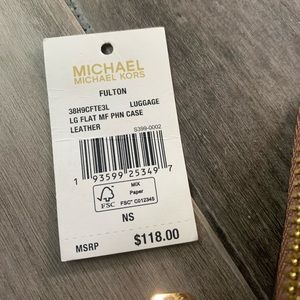 MICHAEL
MICHAEL KORS
FULTON
38H9CFTE3L LUGGAGE
LG FLAT MF PHN CASE
LEATHER
S399-0002
1 93599 25349 7
FSC
MIX
Paper
FSC® C012345
NS
MSRP $118.00